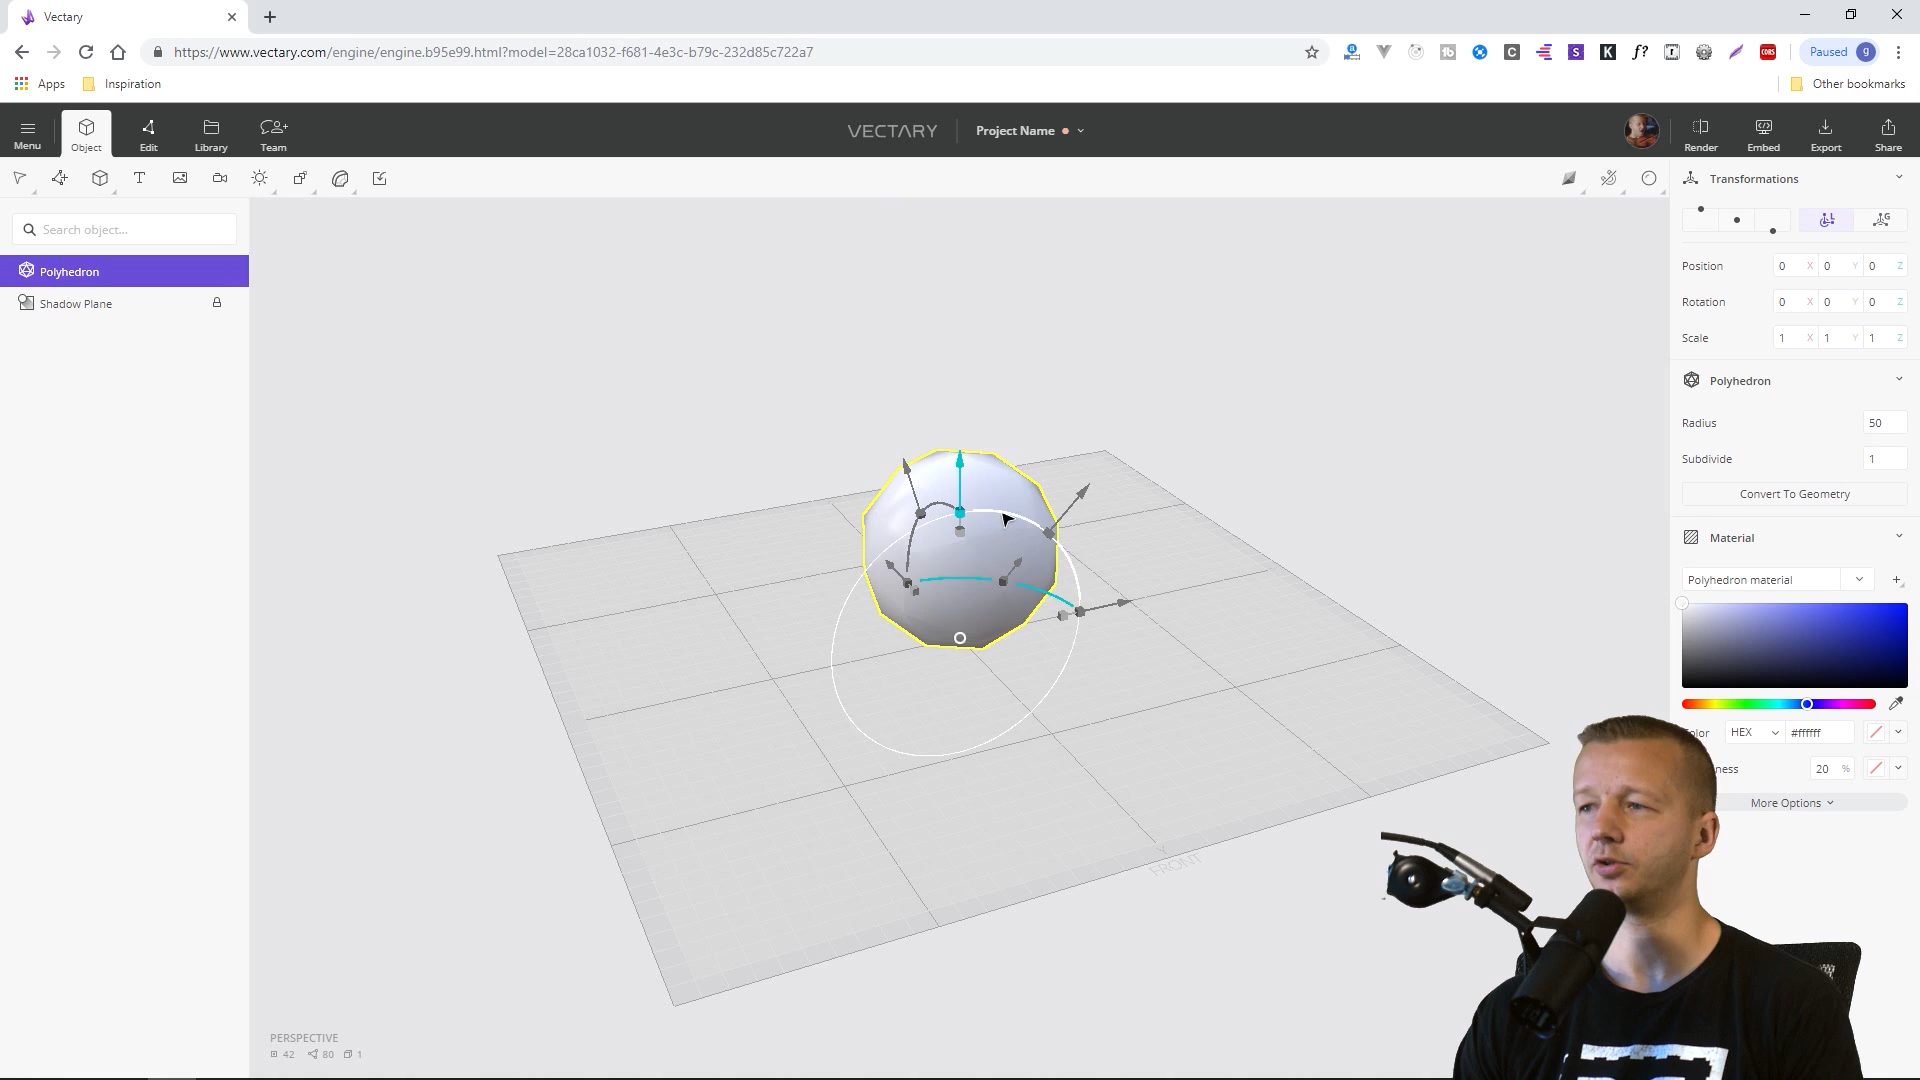 Vectary
https://www.vectary.com/engine/engine.b95e99.html?model=28ca1032-f681-4e3c-b79c-232d85c722a7
Paused g
Apps Inspiration
Other bookmarks
Menu Object Edit Library Team
VECTARY Project Name
Render Embed Export Share
T
Search object...
Polyhedron
Shadow Plane
FRONT
PERSPECTIVE
42 80 1
Transformations
L G
Position 0 X 0 Y 0 Z
Rotation 0 X 0 Y 0 Z
Scale 1 X 1 Y 1 Z
Polyhedron
Radius 50
Subdivide 1
Convert To Geometry
Material
Polyhedron material
HEX #ffffff
20 %
More Options